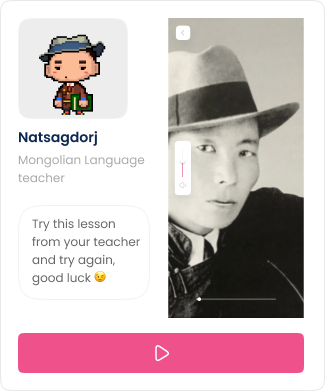 Natsagdorj
Mongolian Language
teacher
Try this lesson
from your teacher
and try again,
good luck 😉